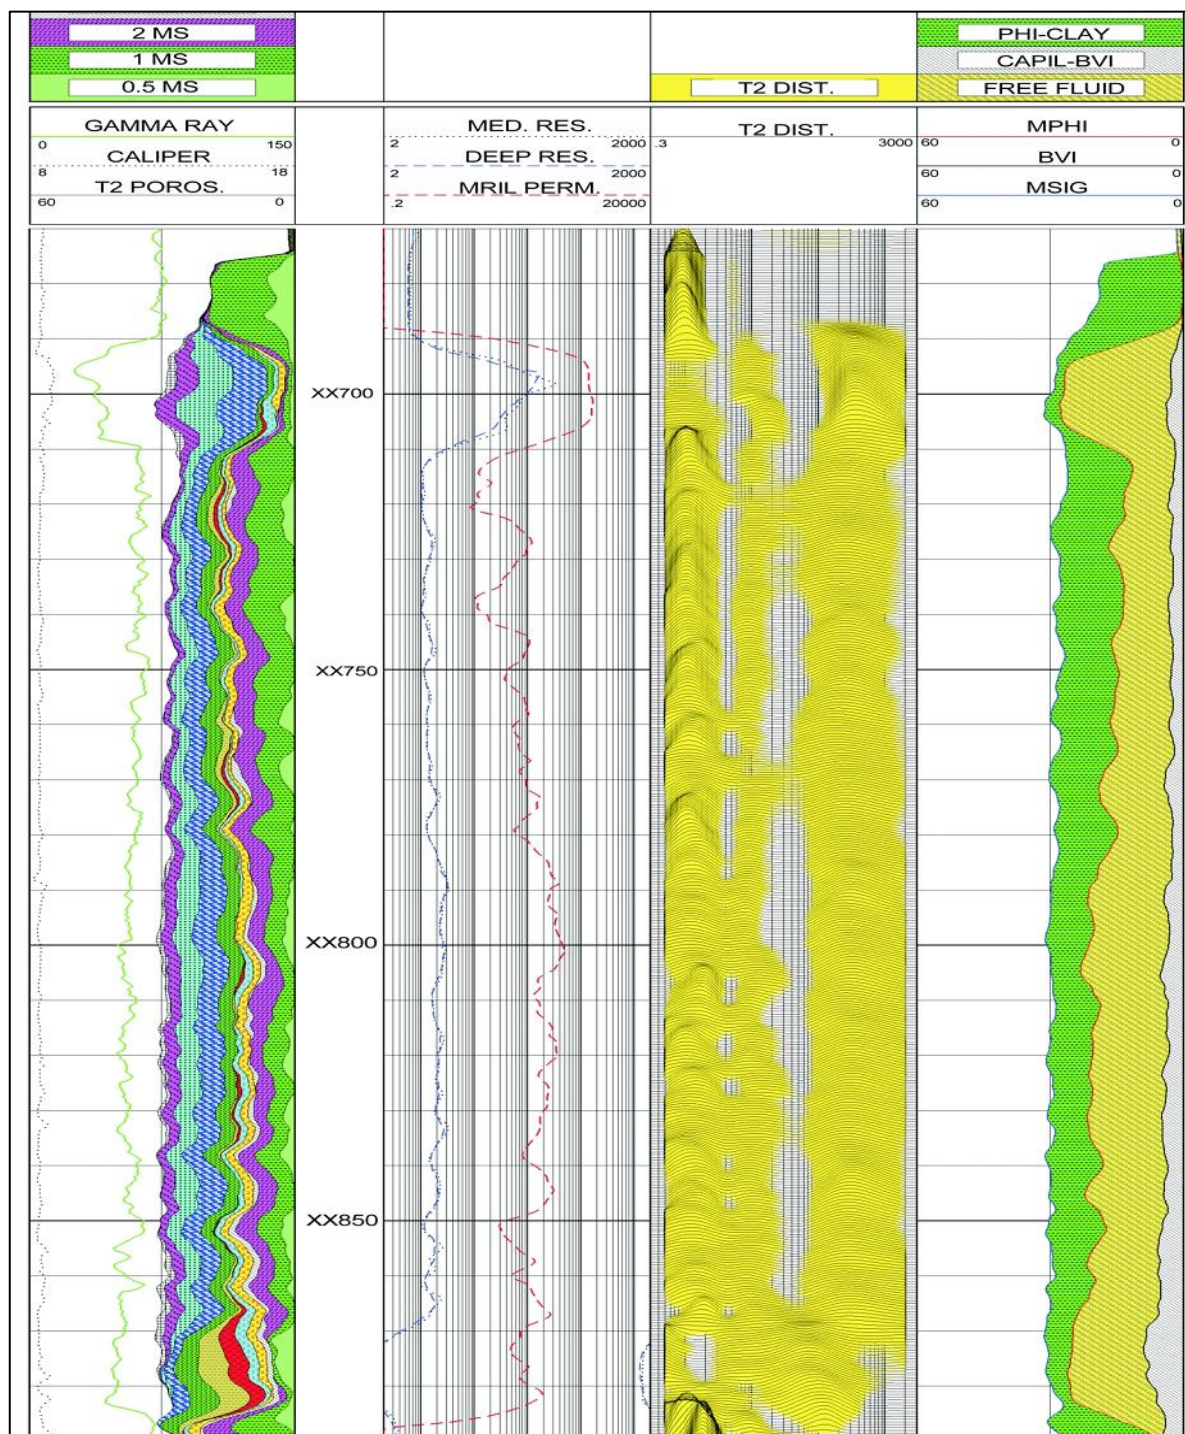 2 MS
1 MS
0.5 MS
T2 DIST.
PHI-CLAY
CAPIL-BVI
FREE FLUID
GAMMA RAY
0 150
CALIPER
8 18
T2 POROS.
60 0
MED. RES.
2 2000
DEEP RES.
2 2000
MRIL PERM.
.2 20000
T2 DIST.
.3 3000
MPHI
60 0
BVI
60 0
MSIG
60 0
XX700
XX750
XX800
XX850